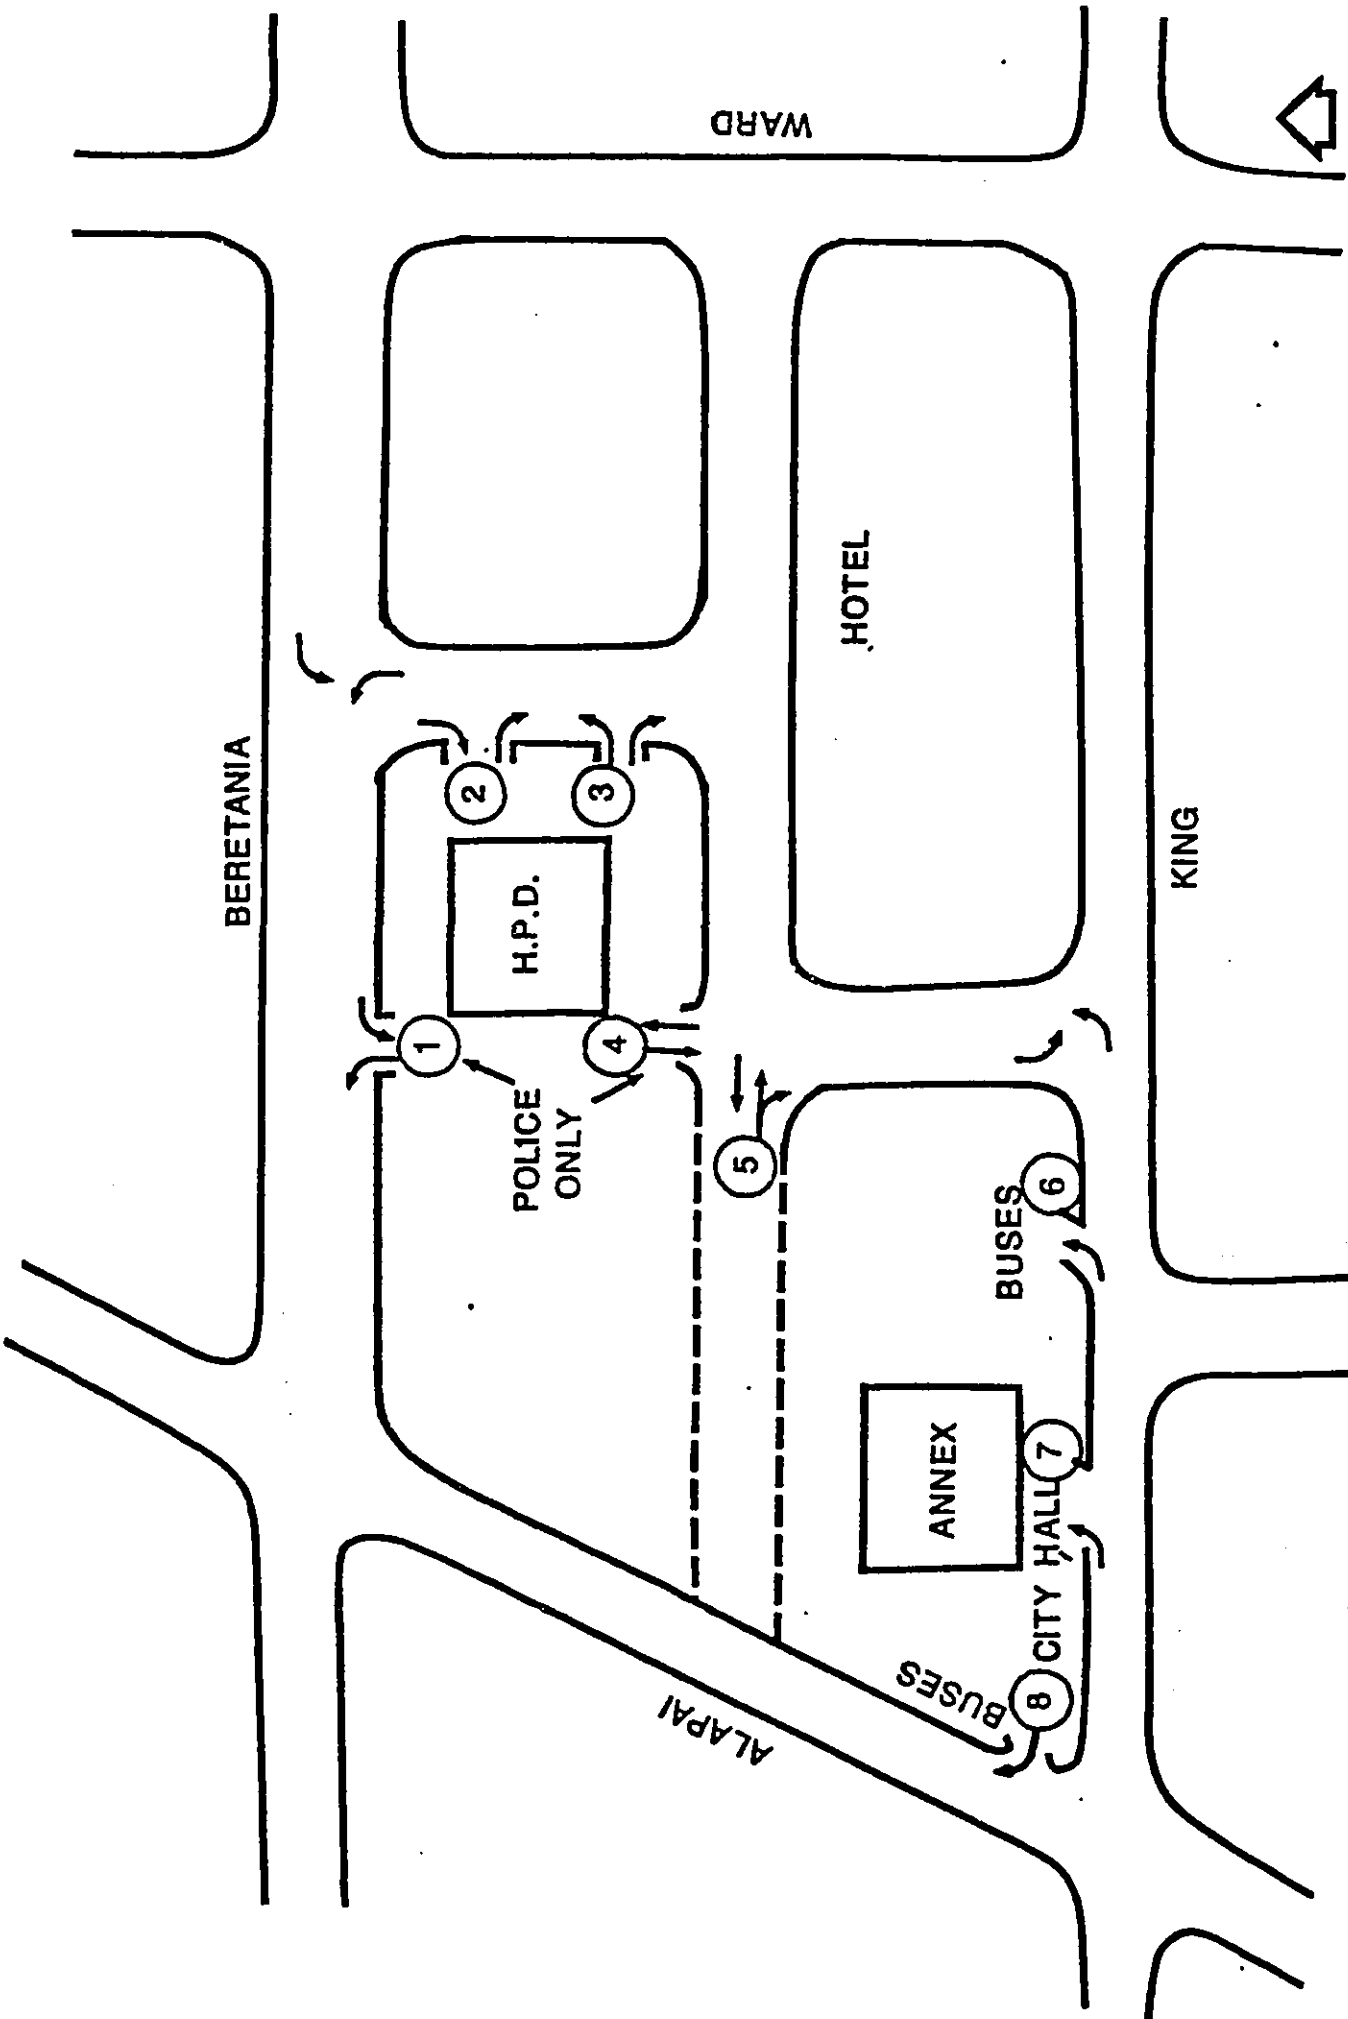 BERETANIA
1
2
H.P.D.
POLICE
ONLY
4
3
WARD
5
HOTEL
ALAPAI
ANNEX
BUSES
BUSES
8
CITY HALL
7
6
KING